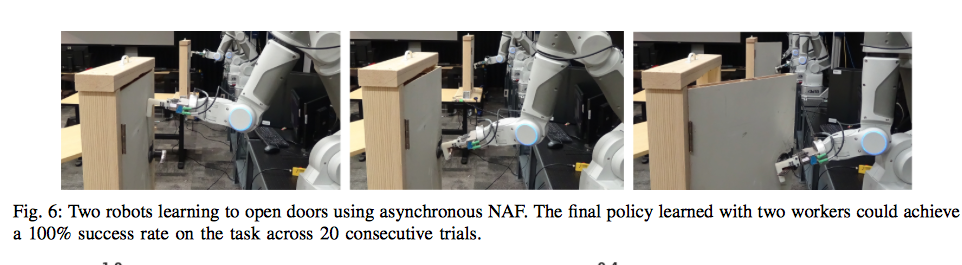 Fig. 6: Two robots learning to open doors using asynchronous NAF. The final policy learned with two workers could achieve
a 100% success rate on the task across 20 consecutive trials.